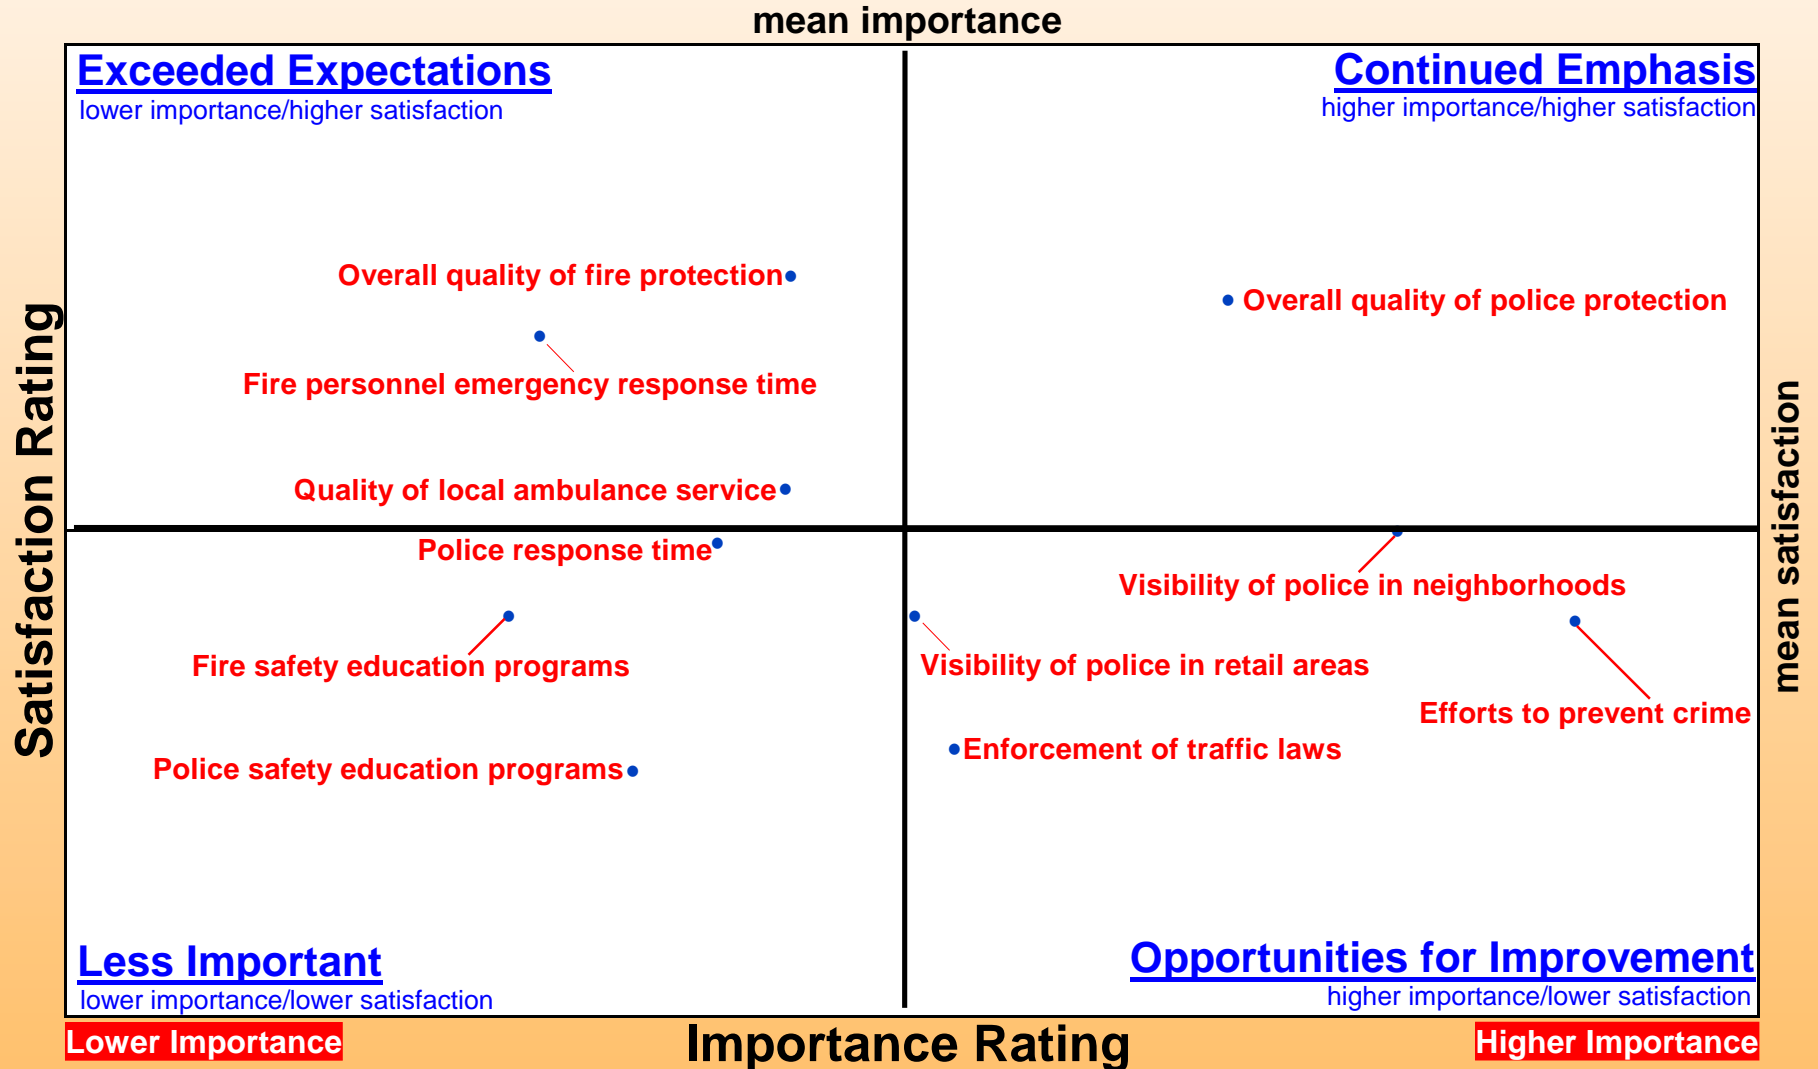 mean importance
Exceeded Expectations
lower importance/higher satisfaction
Continued Emphasis
higher importance/higher satisfaction
Overall quality of fire protection
Overall quality of police protection
Fire personnel emergency response time
Quality of local ambulance service
Satisfaction Rating
mean satisfaction
Police response time
Visibility of police in neighborhoods
Fire safety education programs
Visibility of police in retail areas
Efforts to prevent crime
Enforcement of traffic laws
Police safety education programs
Less Important
lower importance/lower satisfaction
Opportunities for Improvement
higher importance/lower satisfaction
Lower Importance
Importance Rating
Higher Importance